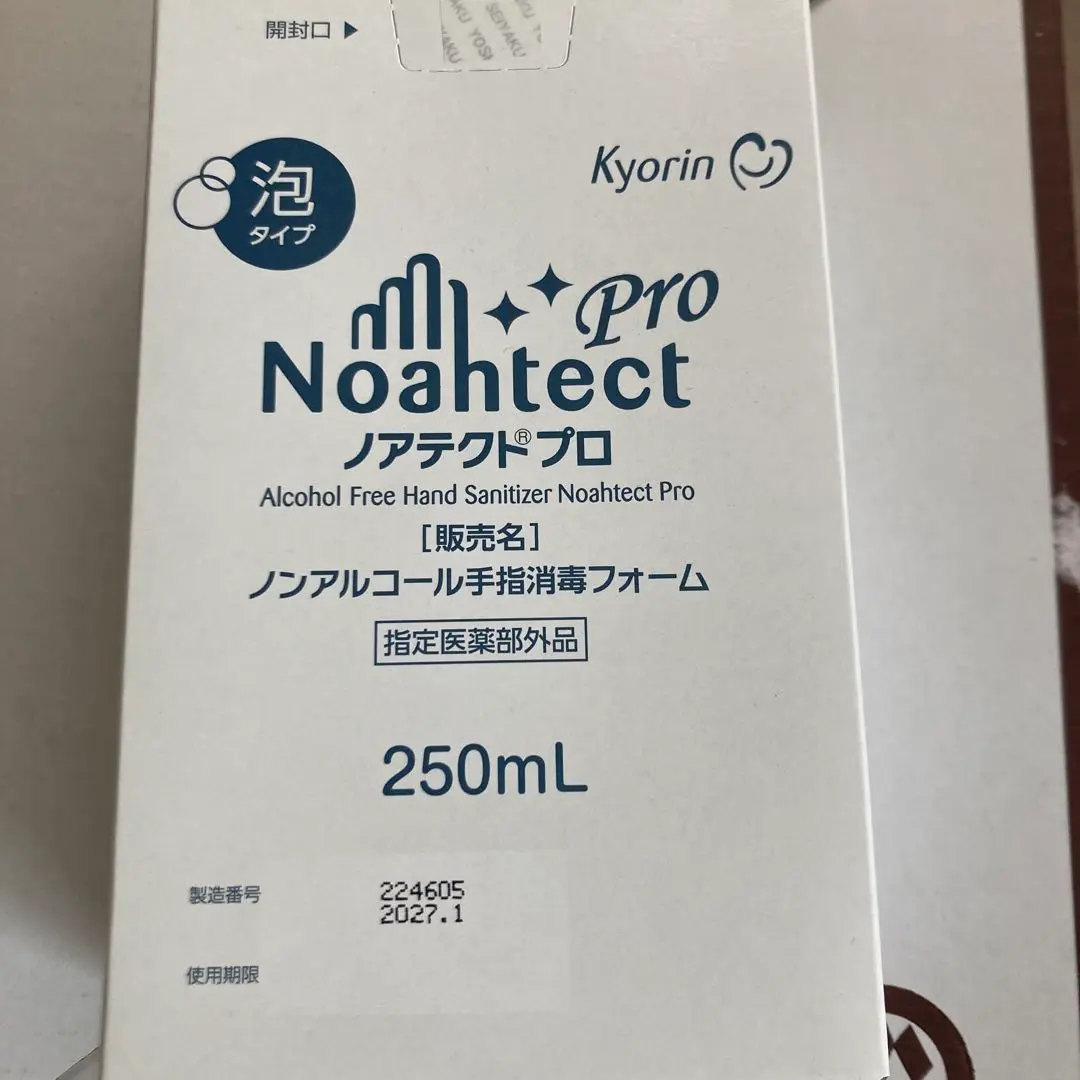 開封口 ▶
SEIYAKU
YAKU YOSH
泡
タイプ
Kyorin
Pro
Noahtect
ノアテクト®プロ
Alcohol Free Hand Sanitizer Noahtect Pro
[販売名]
ノンアルコール手指消毒フォーム
指定医薬部外品
250mL
製造番号 224605
2027.1
使用期限